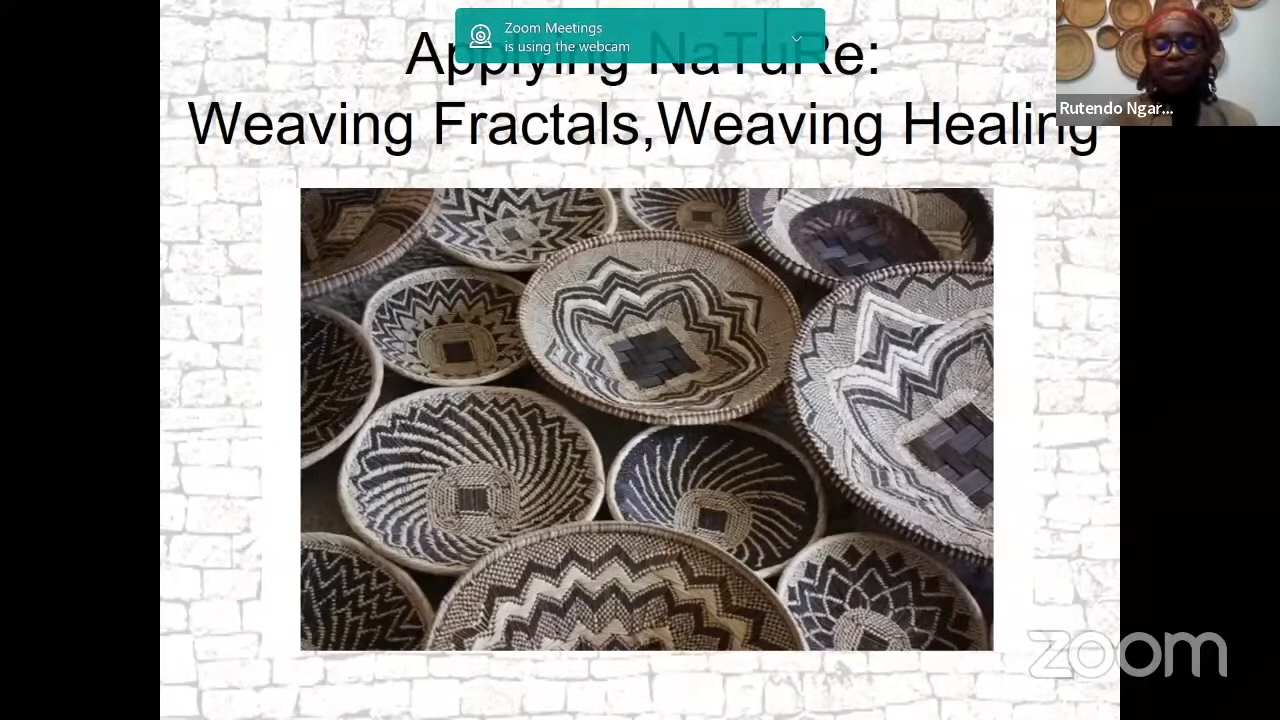 Zoom Meetings
is using the webcam
Applying NaTuRe:
Weaving Fractals,Weaving Healing
Rutendo Ngar...
zoom